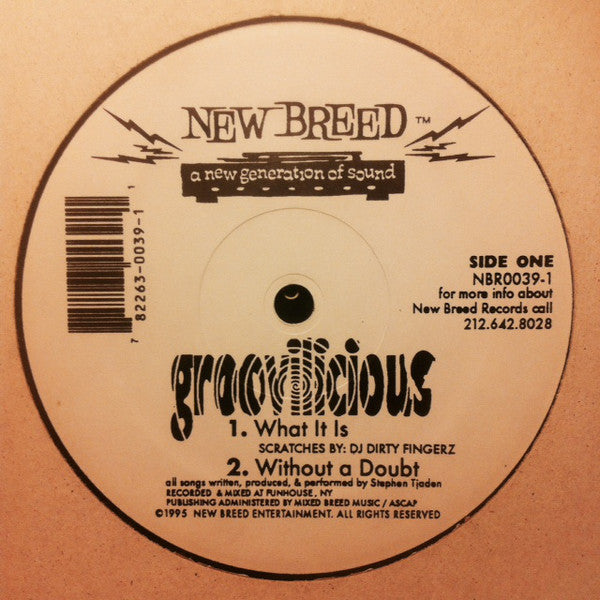 NEW BREED ™
a new generation of sound
7 82263-0039-1 1
SIDE ONE
NBR0039-1
for more info about
New Breed Records call
212.642.8028
groovilicious
1. What It Is
SCRATCHES BY: DJ DIRTY FINGERZ
2. Without a Doubt
all songs written, produced, & performed by Stephen Tjaden
RECORDED & MIXED AT FUNHOUSE, NY
PUBLISHING ADMINISTERED BY MIXED BREED MUSIC / ASCAP
©1995 NEW BREED ENTERTAINMENT. ALL RIGHTS RESERVED